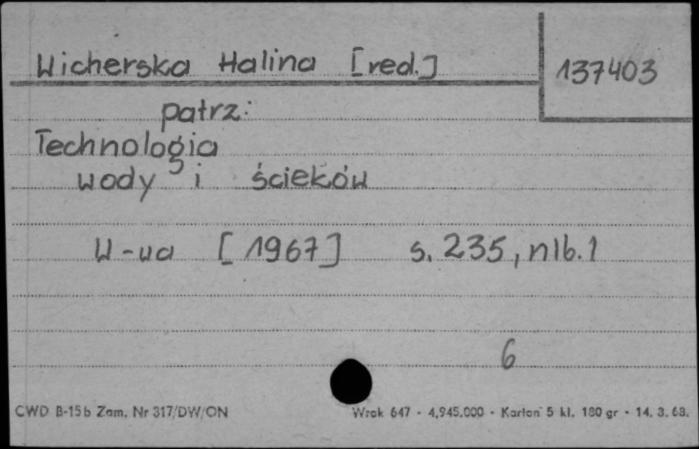 Wicherska Halina [red.] 137403
patrz:
Technologia
wody i ścieków
W-wa [1967] s. 235, nlb. 1
6
CWD B-15b Zam. Nr 317/DW/ON Wrok 647 - 4,945.000 - Karton 5 kl. 180 gr - 14. 3. 68.